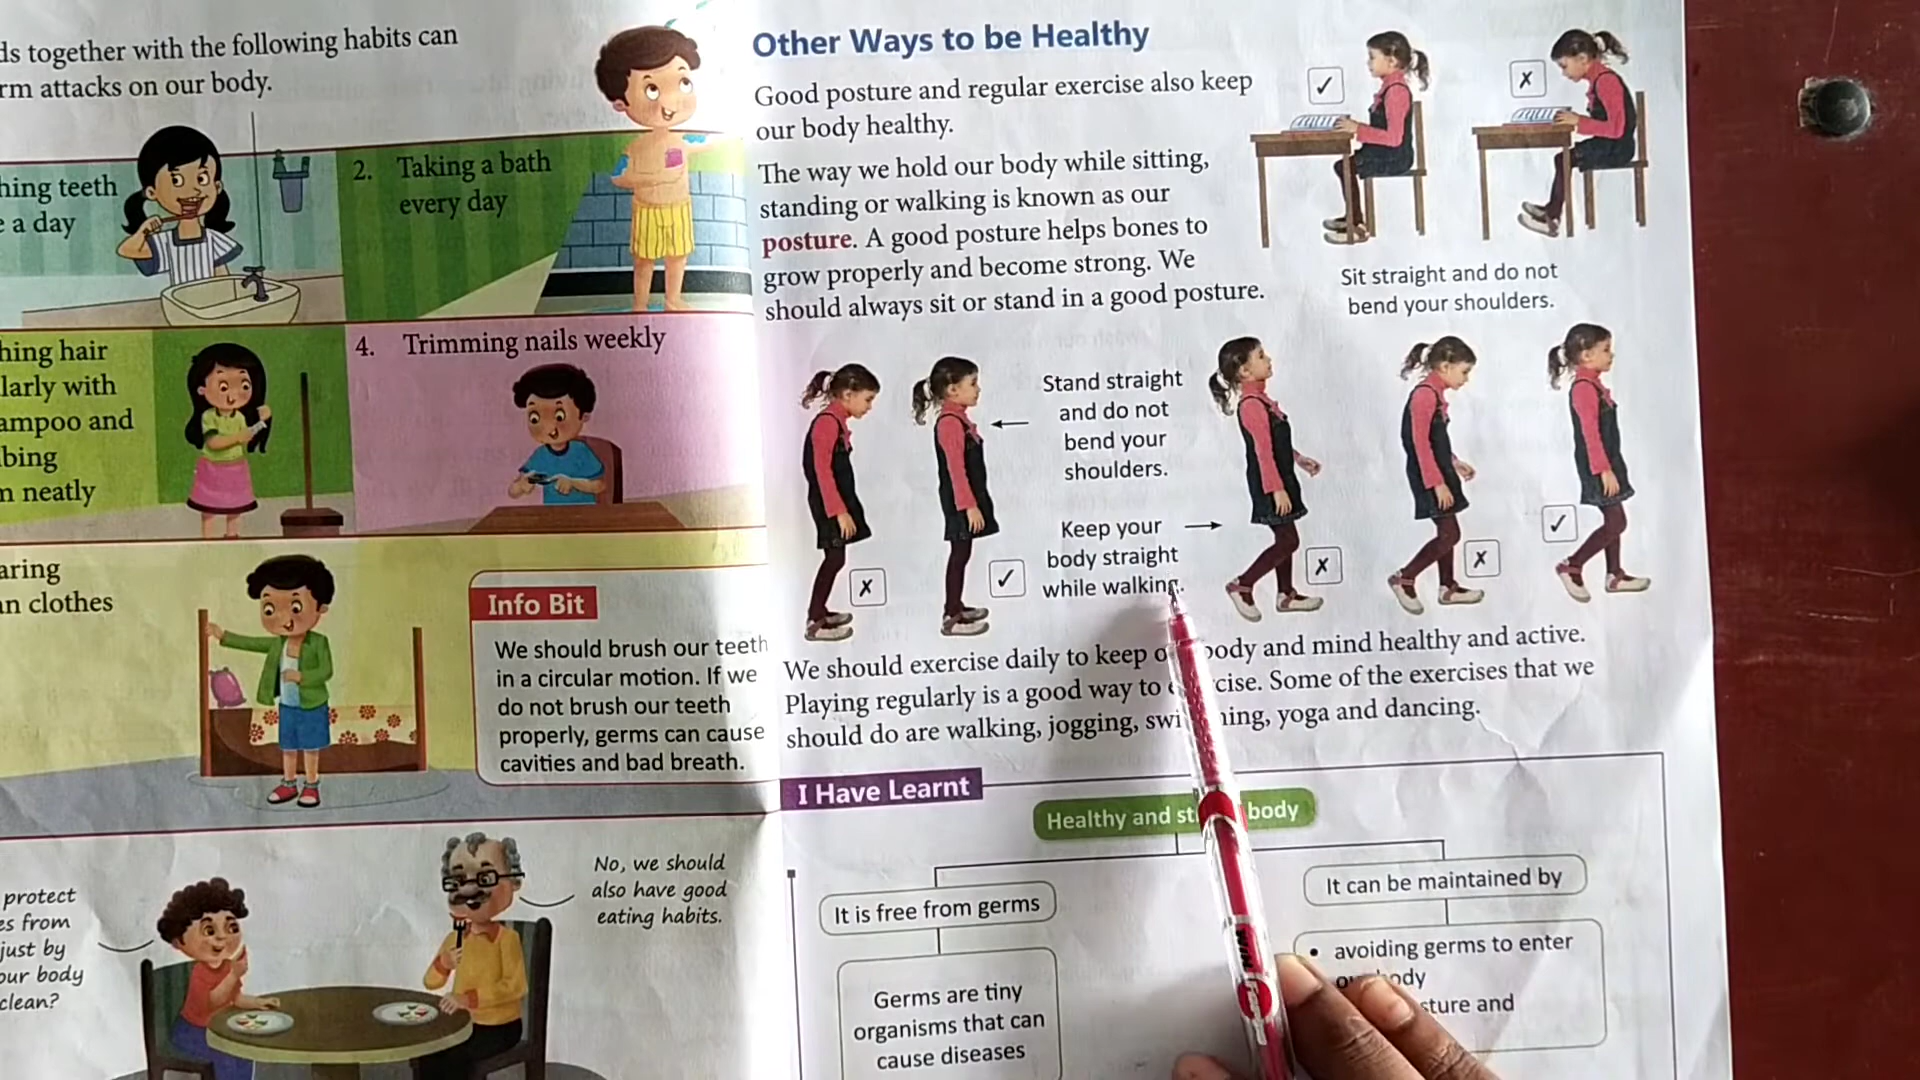 ds together with the following habits can
rm attacks on our body.
hing teeth
e a day
2. Taking a bath
every day
hing hair
larly with
ampoo and
bing
n neatly
4. Trimming nails weekly
aring
an clothes
Info Bit
We should brush our teeth
in a circular motion. If we
do not brush our teeth
properly, germs can cause
cavities and bad breath.
protect
es from
just by
our body
clean?
No, we should
also have good
eating habits.
Other Ways to be Healthy
Good posture and regular exercise also keep
our body healthy.
The way we hold our body while sitting,
standing or walking is known as our
posture. A good posture helps bones to
grow properly and become strong. We
should always sit or stand in a good posture.
✓
✗
Sit straight and do not
bend your shoulders.
Stand straight
and do not
bend your
shoulders.
✗
✓
Keep your
body straight
while walking.
✗
✗
✓
We should exercise daily to keep body and mind healthy and active.
Playing regularly is a good way to cise. Some of the exercises that we
should do are walking, jogging, swi ning, yoga and dancing.
I Have Learnt
Healthy and st body
It is free from germs
Germs are tiny
organisms that can
cause diseases
It can be maintained by
• avoiding germs to enter
ody
sture and